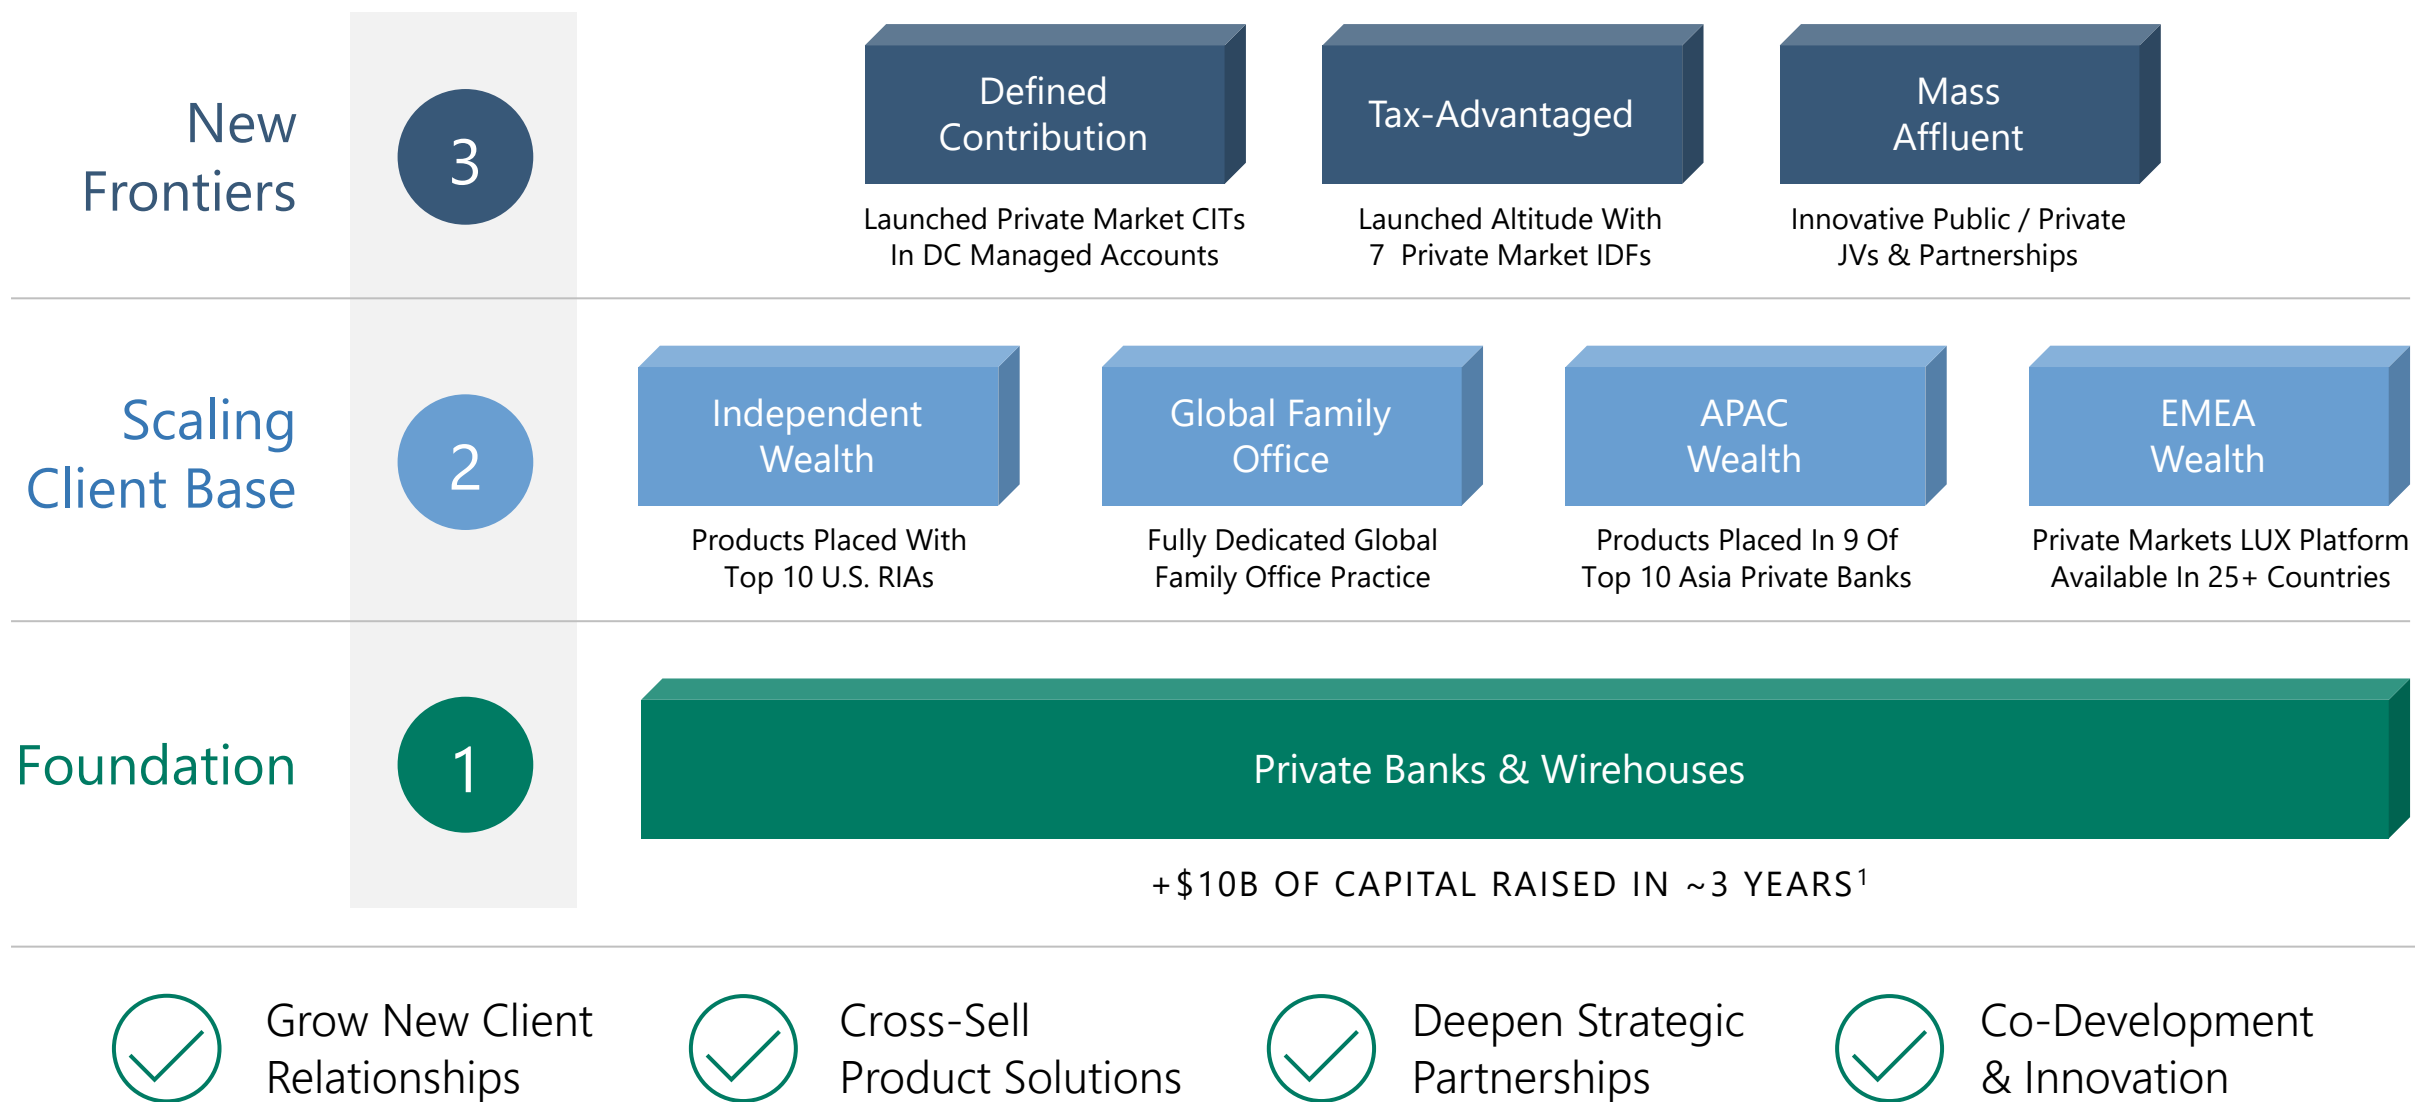 New
Frontiers
3
Defined
Contribution
Launched Private Market CITs
In DC Managed Accounts
Tax-Advantaged
Launched Altitude With
7  Private Market IDFs
Mass
Affluent
Innovative Public / Private
JVs & Partnerships
Scaling
Client Base
2
Independent
Wealth
Products Placed With
Top 10 U.S. RIAs
Global Family
Office
Fully Dedicated Global
Family Office Practice
APAC
Wealth
Products Placed In 9 Of
Top 10 Asia Private Banks
EMEA
Wealth
Private Markets LUX Platform
Available In 25+ Countries
Foundation
1
Private Banks & Wirehouses
+$10B OF CAPITAL RAISED IN ~3 YEARS¹
Grow New Client
Relationships
Cross-Sell
Product Solutions
Deepen Strategic
Partnerships
Co-Development
& Innovation